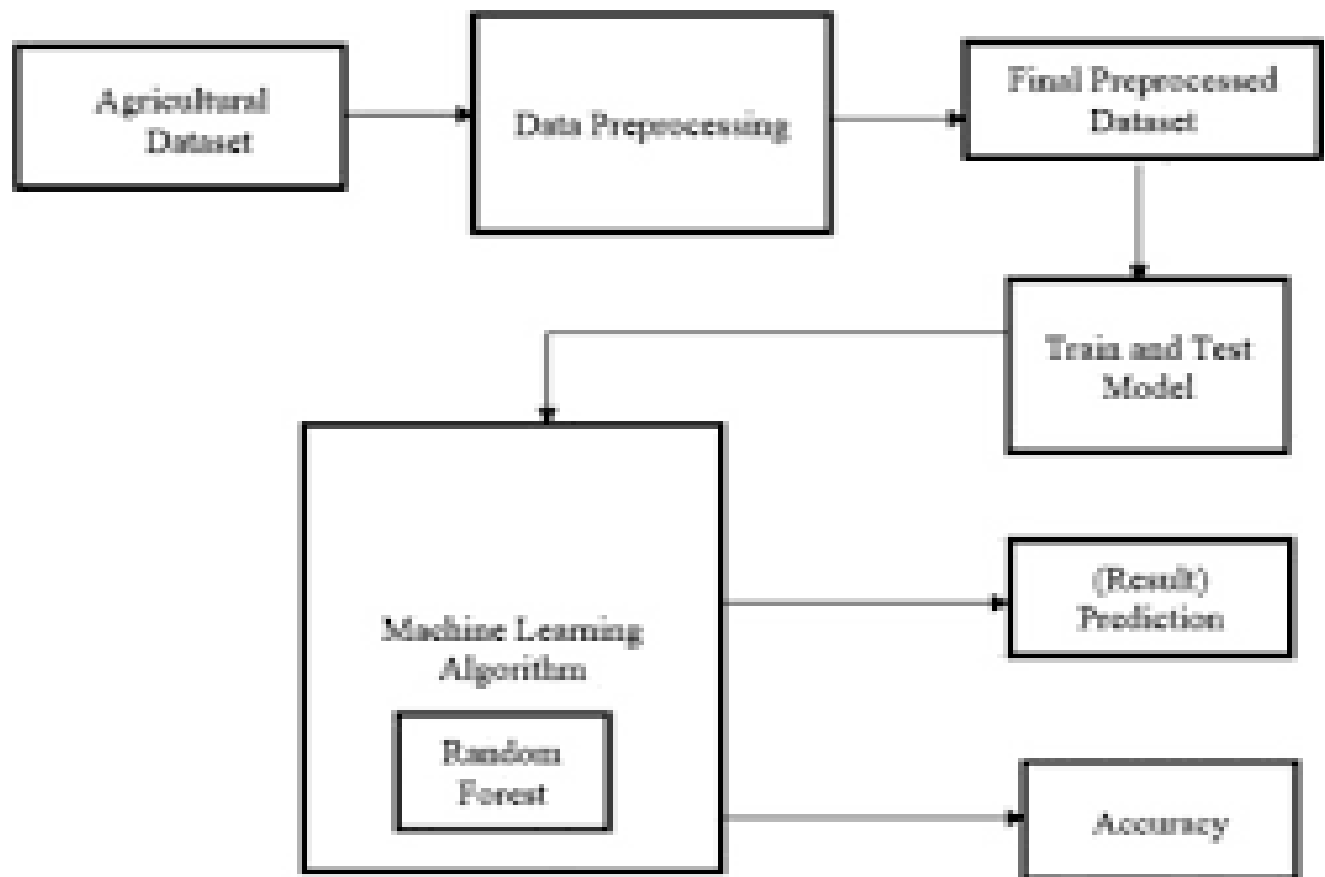 Agricultural
Dataset
Data Preprocessing
Final Preprocessed
Dataset
Train and Test
Model
Machine Learning
Algorithm
Random
Forest
(Result)
Prediction
Accuracy